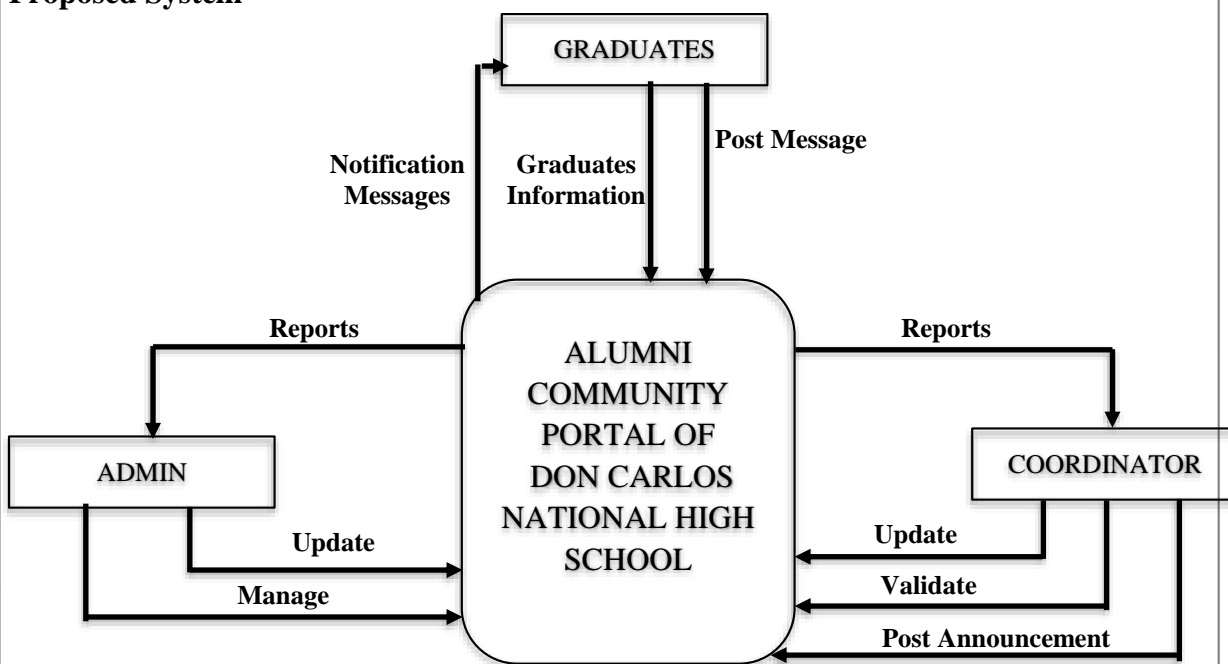 Proposed System
GRADUATES
Post Message
Notification
Messages
Graduates
Information
Reports
Reports
ALUMNI
COMMUNITY
PORTAL OF
DON CARLOS
NATIONAL HIGH
SCHOOL
ADMIN
COORDINATOR
Update
Manage
Update
Validate
Post Announcement